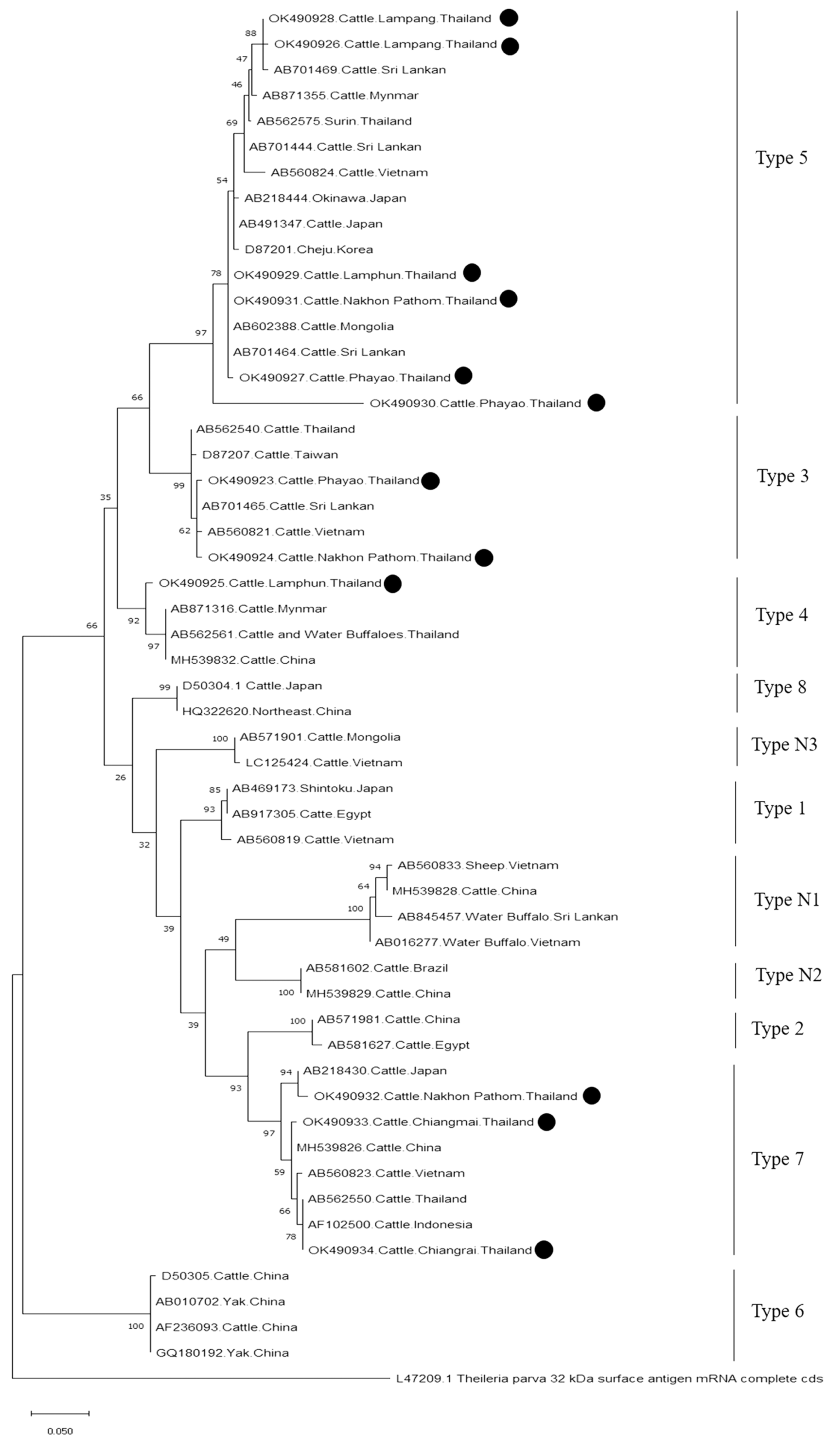 OK490928.Cattle.Lampang.Thailand
88
OK490926.Cattle.Lampang.Thailand
47
AB701469.Cattle.Sri Lankan
46
AB871355.Cattle.Mynmar
69
AB562575.Surin.Thailand
AB701444.Cattle.Sri Lankan
Type 5
AB560824.Cattle.Vietnam
54
AB218444.Okinawa.Japan
AB491347.Cattle.Japan
D87201.Cheju.Korea
78
OK490929.Cattle.Lamphun.Thailand
OK490931.Cattle.Nakhon Pathom.Thailand
AB602388.Cattle.Mongolia
97
AB701464.Cattle.Sri Lankan
OK490927.Cattle.Phayao.Thailand
66
OK490930.Cattle.Phayao.Thailand
AB562540.Cattle.Thailand
D87207.Cattle.Taiwan
99
OK490923.Cattle.Phayao.Thailand
Type 3
35
AB701465.Cattle.Sri Lankan
62
AB560821.Cattle.Vietnam
OK490924.Cattle.Nakhon Pathom.Thailand
OK490925.Cattle.Lamphun.Thailand
AB871316.Cattle.Mynmar
Type 4
92
66
AB562561.Cattle and Water Buffaloes.Thailand
97
MH539832.Cattle.China
99
D50304.1 Cattle.Japan
Type 8
HQ322620.Northeast.China
100
AB571901.Cattle.Mongolia
Type N3
LC125424.Cattle.Vietnam
26
85
AB469173.Shintoku.Japan
93
AB917305.Catte.Egypt
Type 1
AB560819.Cattle.Vietnam
32
94
AB560833.Sheep.Vietnam
64
MH539828.Cattle.China
Type N1
100
AB845457.Water Buffalo.Sri Lankan
39
AB016277.Water Buffalo.Vietnam
49
AB581602.Cattle.Brazil
Type N2
100
MH539829.Cattle.China
39
100
AB571981.Cattle.China
Type 2
AB581627.Cattle.Egypt
94
AB218430.Cattle.Japan
93
OK490932.Cattle.Nakhon Pathom.Thailand
OK490933.Cattle.Chiangmai.Thailand
97
MH539826.Cattle.China
Type 7
59
AB560823.Cattle.Vietnam
AB562550.Cattle.Thailand
66
AF102500.Cattle.Indonesia
78
OK490934.Cattle.Chiangrai.Thailand
D50305.Cattle.China
AB010702.Yak.China
Type 6
100
AF236093.Cattle.China
GQ180192.Yak.China
L47209.1 Theileria parva 32 kDa surface antigen mRNA complete cds
0.050